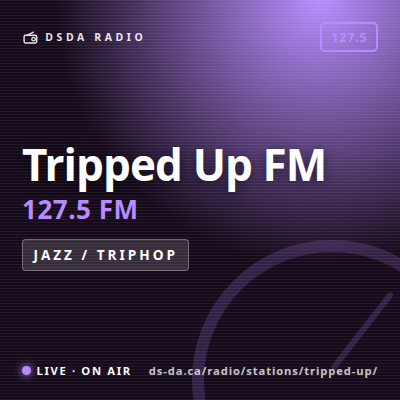 DSDA RADIO
127.5
Tripped Up FM
127.5 FM
JAZZ / TRIPHOP
LIVE · ON AIR
ds-da.ca/radio/stations/tripped-up/